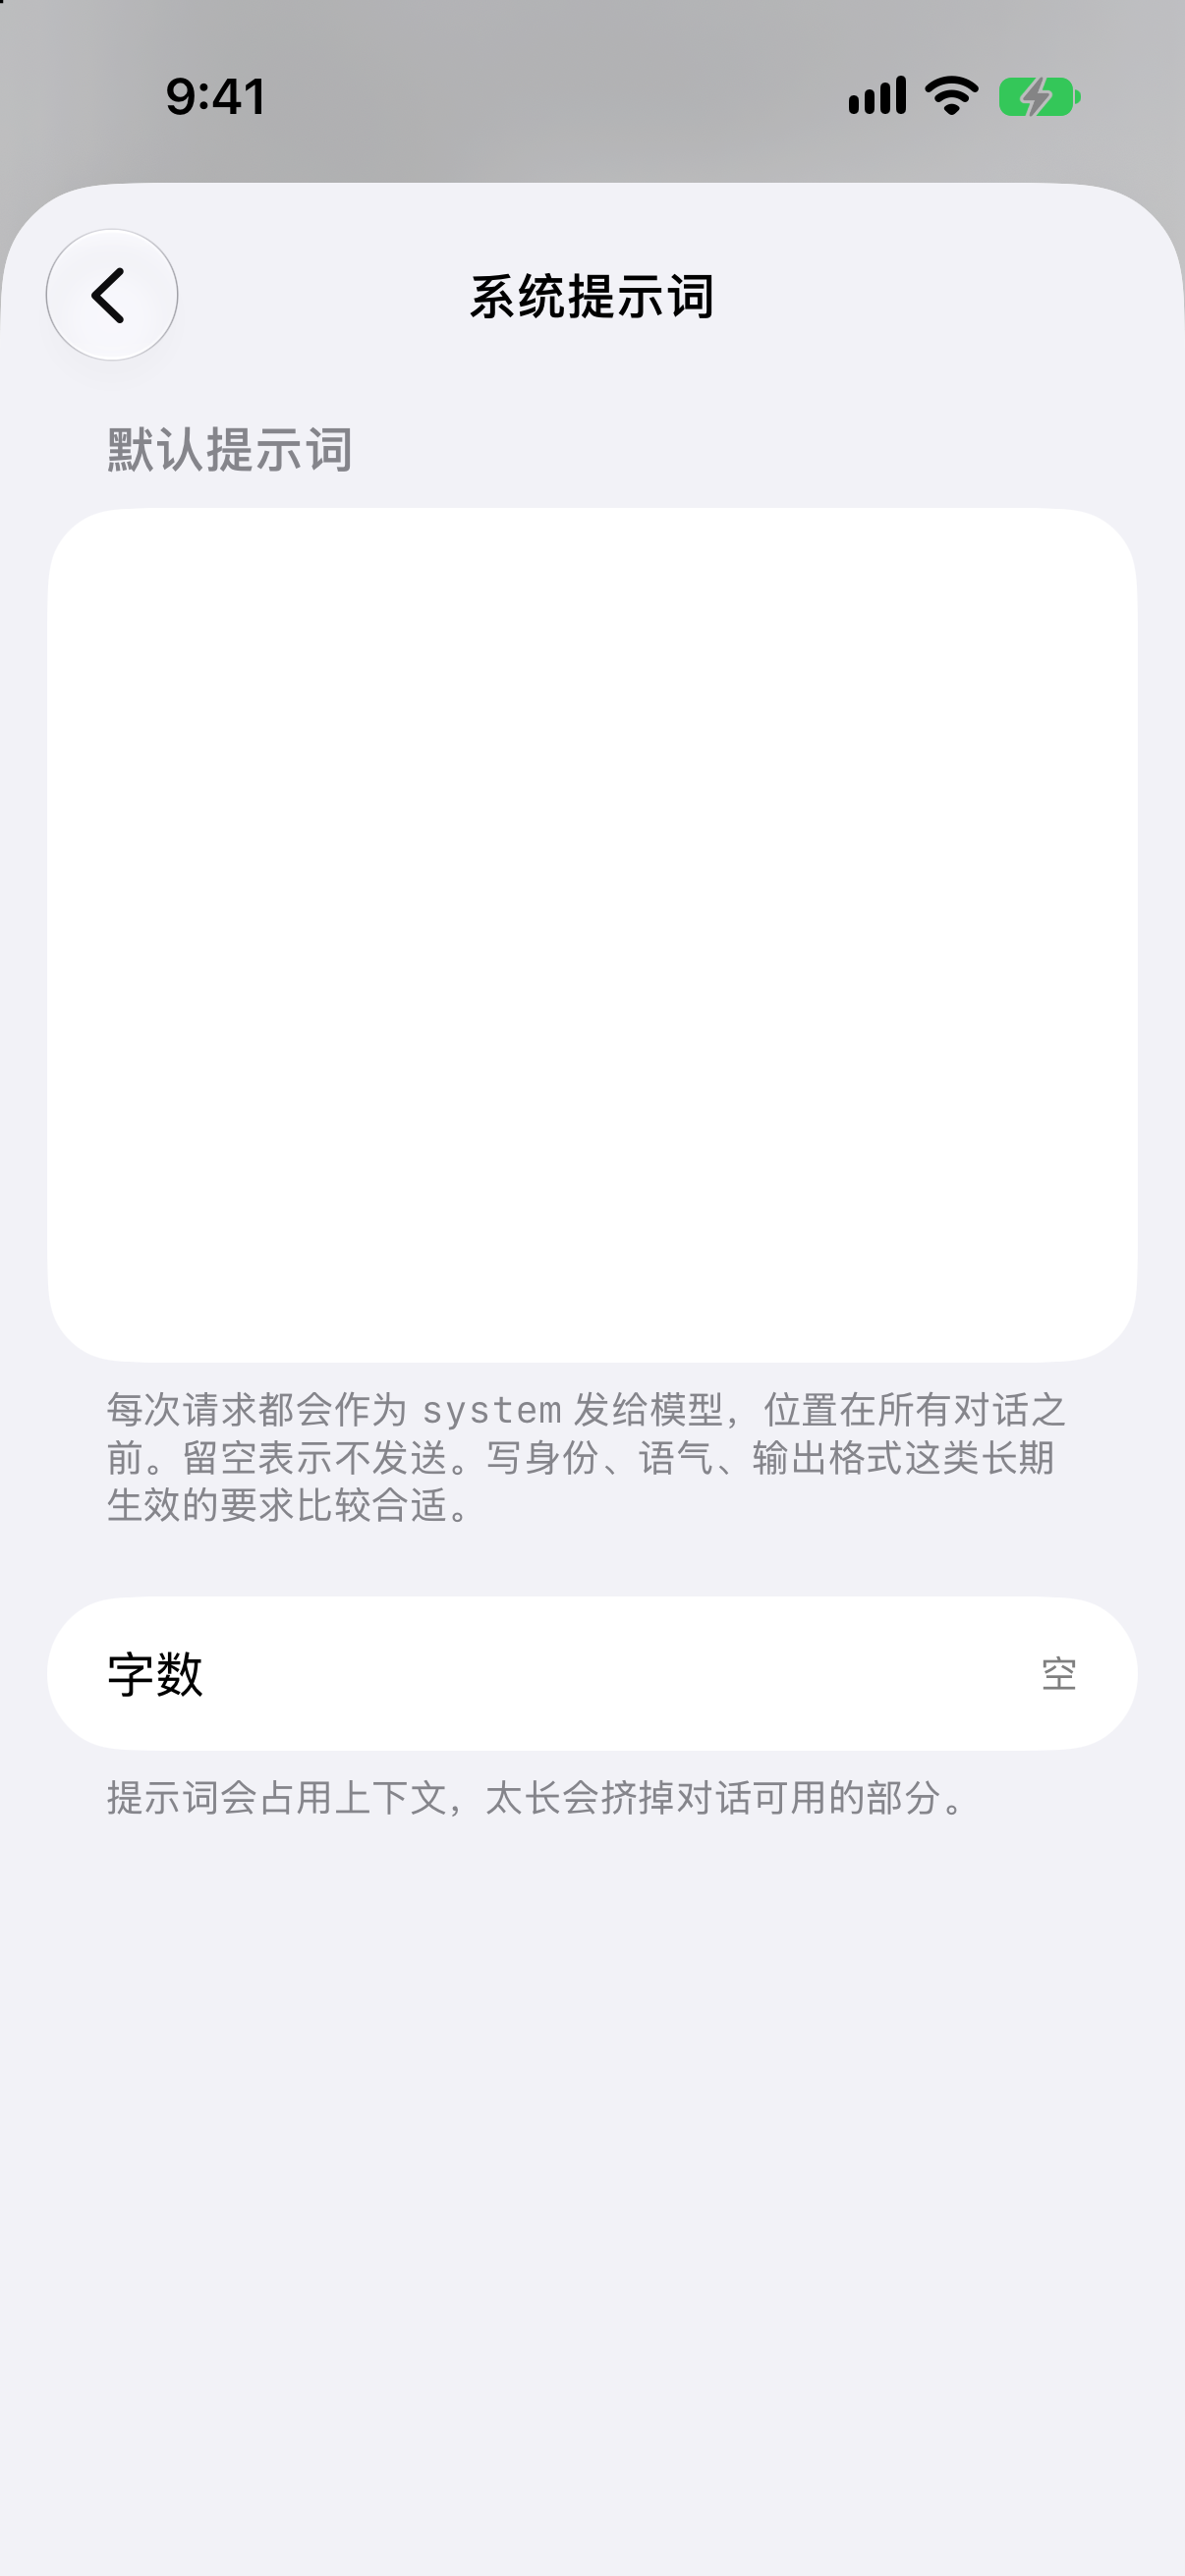 9:41
系统提示词
默认提示词
每次请求都会作为 system 发给模型，位置在所有对话之
前。留空表示不发送。写身份、语气、输出格式这类长期
生效的要求比较合适。
字数 空
提示词会占用上下文，太长会挤掉对话可用的部分。